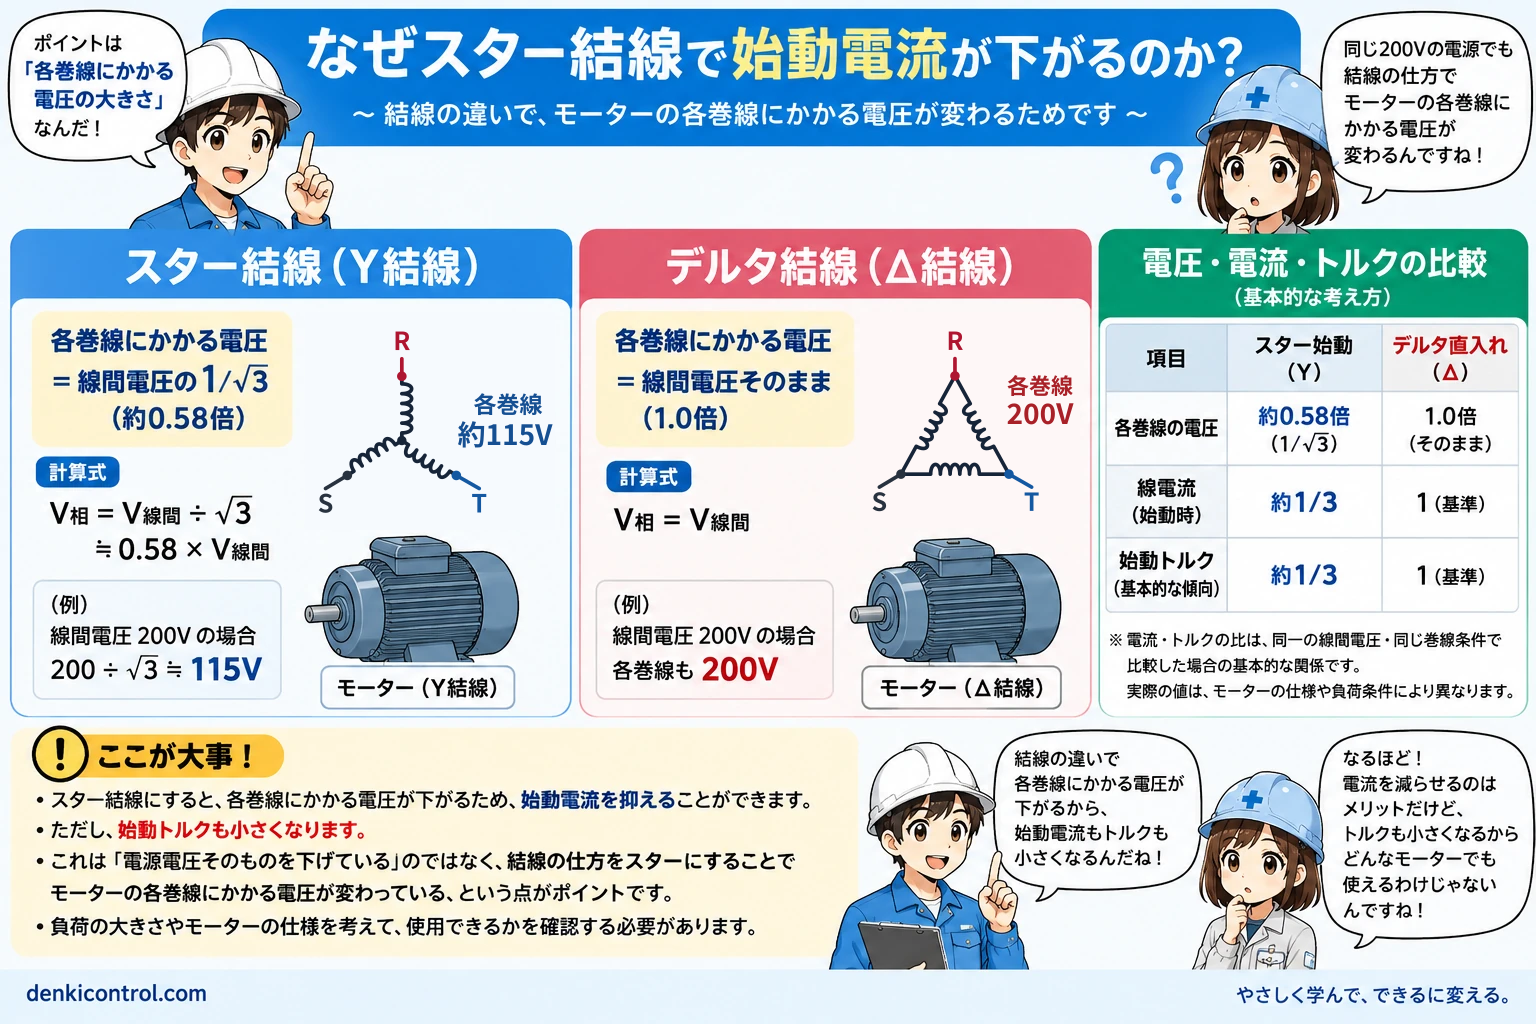 ポイントは
「各巻線にかかる
電圧の大きさ」
なんだ！
なぜスター結線で始動電流が下がるのか？
～ 結線の違いで、モーターの各巻線にかかる電圧が変わるためです ～
同じ200Vの電源でも
結線の仕方で
モーターの各巻線に
かかる電圧が
変わるんですね！
?
スター結線（Y結線）
各巻線にかかる電圧
＝ 線間電圧の 1/√3
（約0.58倍）
計算式
V相 = V線間 ÷ √3
≒ 0.58 × V線間
（例）
線間電圧 200V の場合
200 ÷ √3 ≒ 115V
R
各巻線
約115V
S
T
モーター（Y結線）
デルタ結線（Δ結線）
各巻線にかかる電圧
＝ 線間電圧そのまま
（1.0倍）
計算式
V相 = V線間
（例）
線間電圧 200V の場合
各巻線も 200V
R
各巻線
200V
S
T
モーター（Δ結線）
電圧・電流・トルクの比較
（基本的な考え方）
項目
スター始動
（Y）
デルタ直入れ
（Δ）
各巻線の電圧
約0.58倍
（1/√3）
1.0倍
（そのまま）
線電流
（始動時）
約1/3
1（基準）
始動トルク
（基本的な傾向）
約1/3
1（基準）
※ 電流・トルクの比は、同一の線間電圧・同じ巻線条件で
比較した場合の基本的な関係です。
実際の値は、モーターの仕様や負荷条件により異なります。
! ここが大事！
• スター結線にすると、各巻線にかかる電圧が下がるため、始動電流を抑えることができます。
• ただし、始動トルクも小さくなります。
• これは「電源電圧そのものを下げている」のではなく、結線の仕方をスターにすることで
モーターの各巻線にかかる電圧が変わっている、という点がポイントです。
• 負荷の大きさやモーターの仕様を考えて、使用できるかを確認する必要があります。
結線の違いで
各巻線にかかる電圧が
下がるから、
始動電流もトルクも
小さくなるんだね！
なるほど！
電流を減らせるのは
メリットだけど、
トルクも小さくなるから
どんなモーターでも
使えるわけじゃない
んですね！
denkicontrol.com
やさしく学んで、できるに変える。